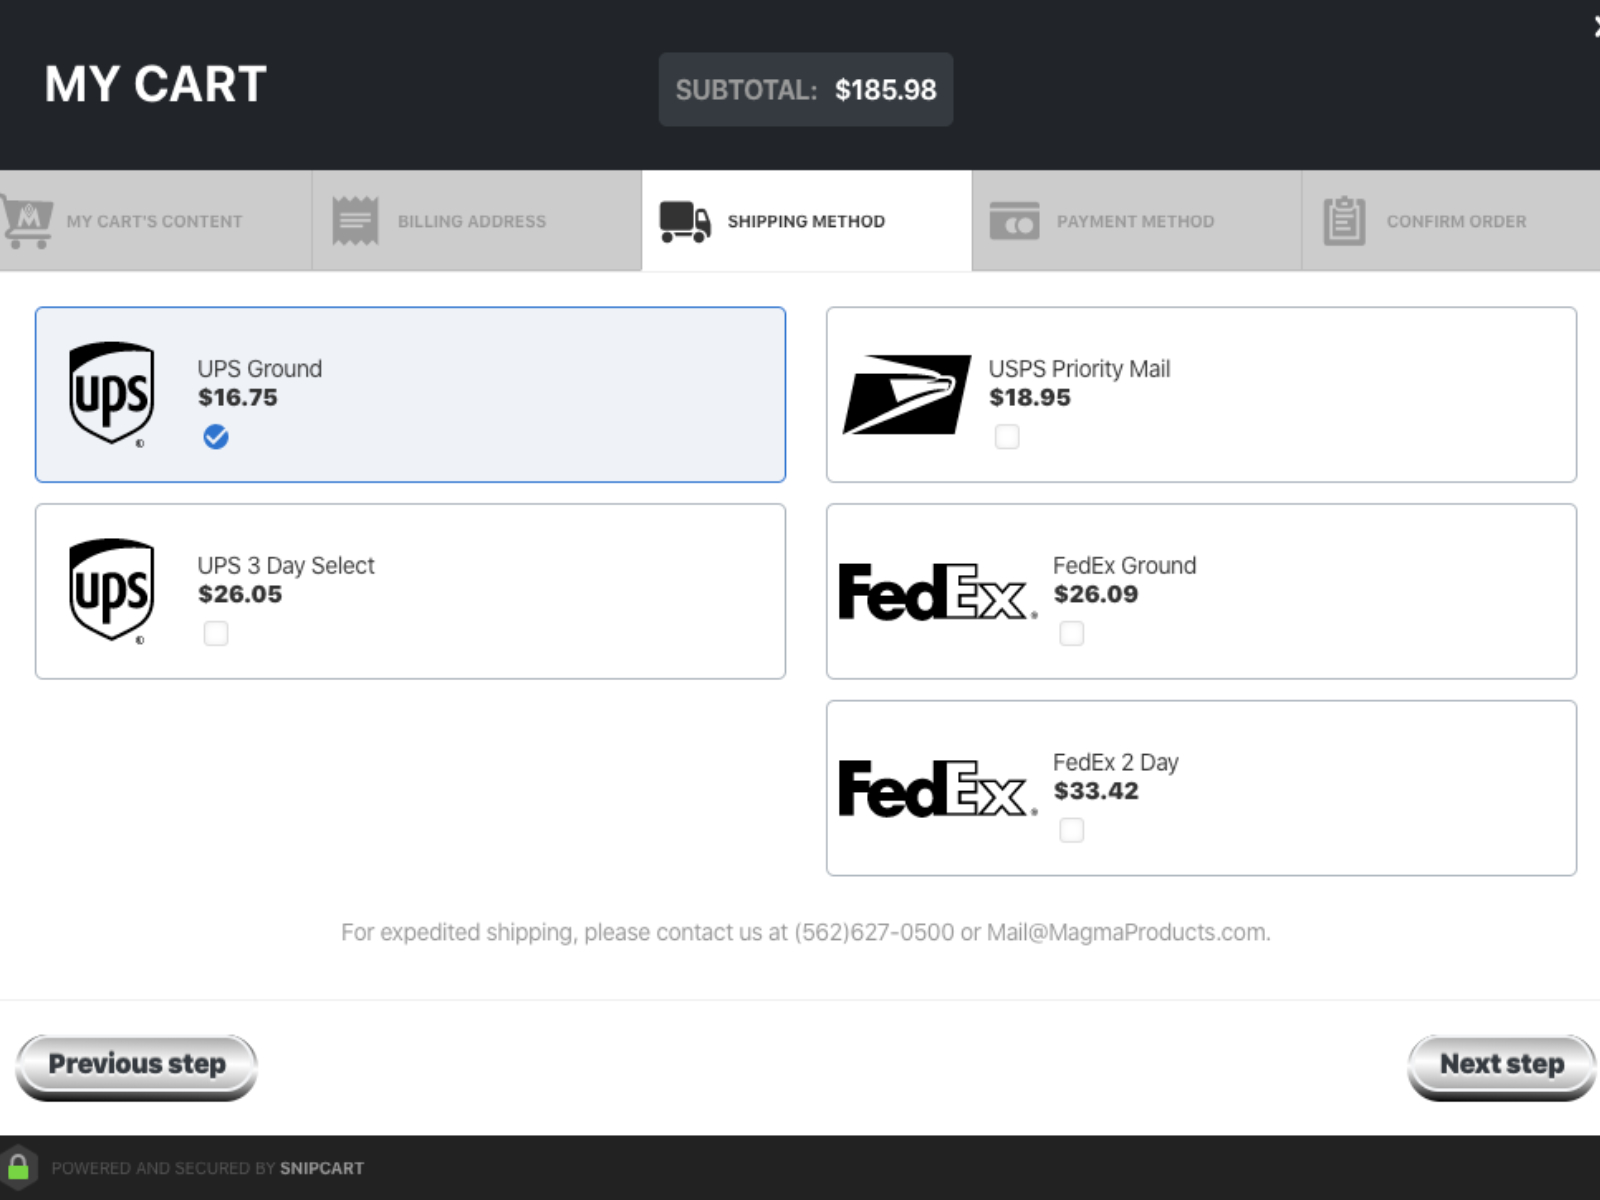 MY CART
SUBTOTAL: $185.98
MY CART'S CONTENT
BILLING ADDRESS
SHIPPING METHOD
PAYMENT METHOD
CONFIRM ORDER
ups
UPS Ground
$16.75
USPS Priority Mail
$18.95
ups
UPS 3 Day Select
$26.05
FedEx
FedEx Ground
$26.09
FedEx
FedEx 2 Day
$33.42
For expedited shipping, please contact us at (562)627-0500 or Mail@MagmaProducts.com.
Previous step
Next step
POWERED AND SECURED BY SNIPCART